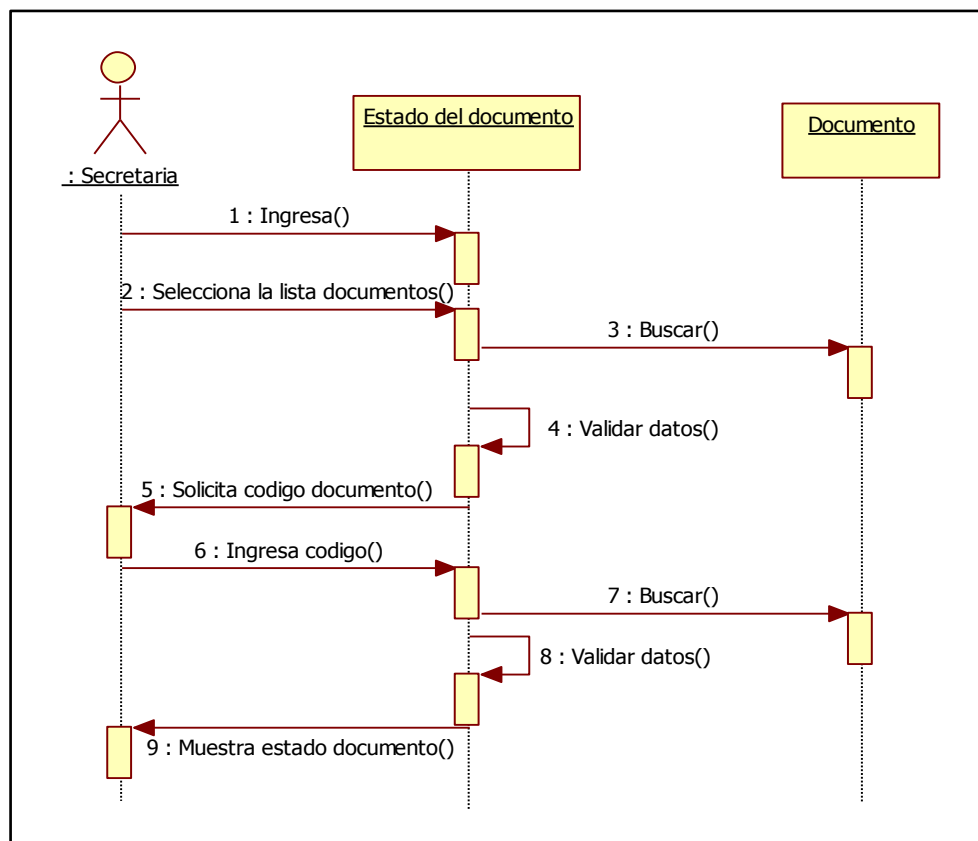 Estado del documento
Documento
: Secretaria
1 : Ingresa()
2 : Selecciona la lista documentos()
3 : Buscar()
4 : Validar datos()
5 : Solicita codigo documento()
6 : Ingresa codigo()
7 : Buscar()
8 : Validar datos()
9 : Muestra estado documento()